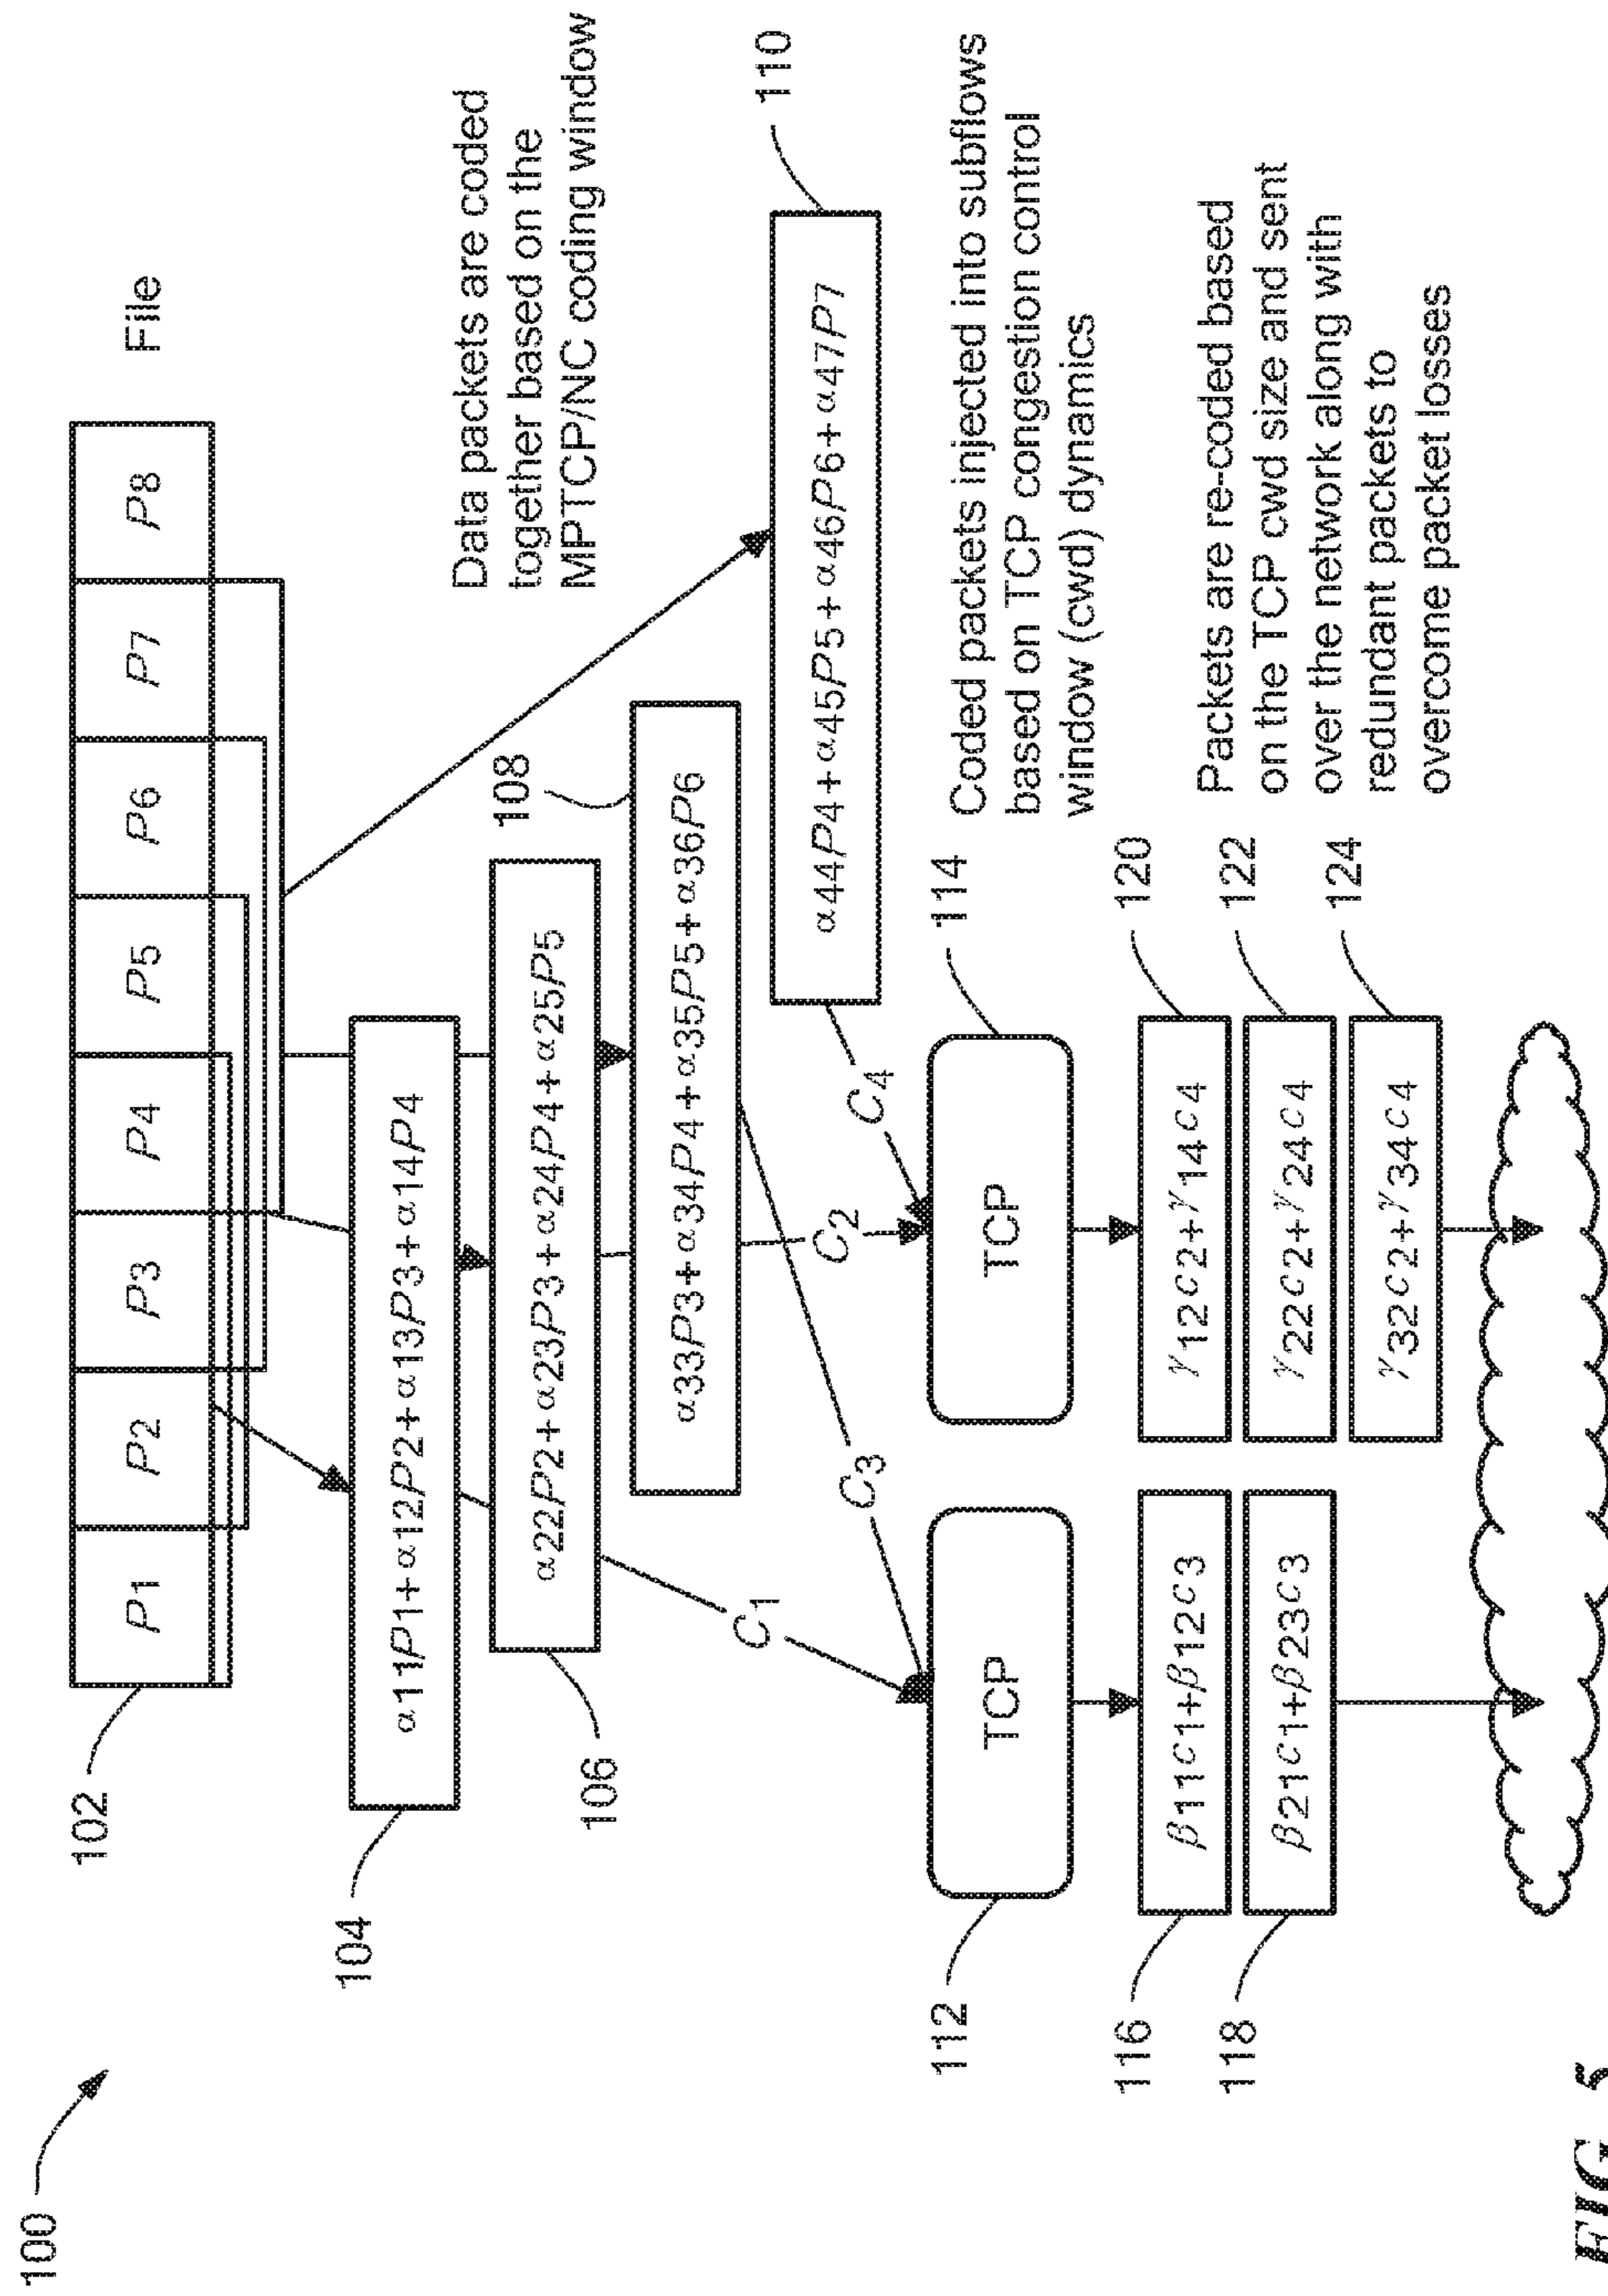 100
102
P1 P2 P3 P4 P5 P6 P7 P8 File
104
α11P1+α12P2+α13P3+α14P4
Data packets are coded
together based on the
MPTCP/NC coding window
106
α22P2+α23P3+α24P4+α25P5
108
α33P3+α34P4+α35P5+α36P6
110
α44P4+α45P5+α46P6+α47P7
C1
C3
C2
C4
112
TCP
114
TCP
Coded packets injected into subflows
based on TCP congestion control
window (cwd) dynamics
116
β11c1+β12c3
118
β21c1+β23c3
γ12c2+γ14c4
120
γ22c2+γ24c4
122
γ32c2+γ34c4
124
Packets are re-coded based
on the TCP cwd size and sent
over the network along with
redundant packets to
overcome packet losses
FIG. 5